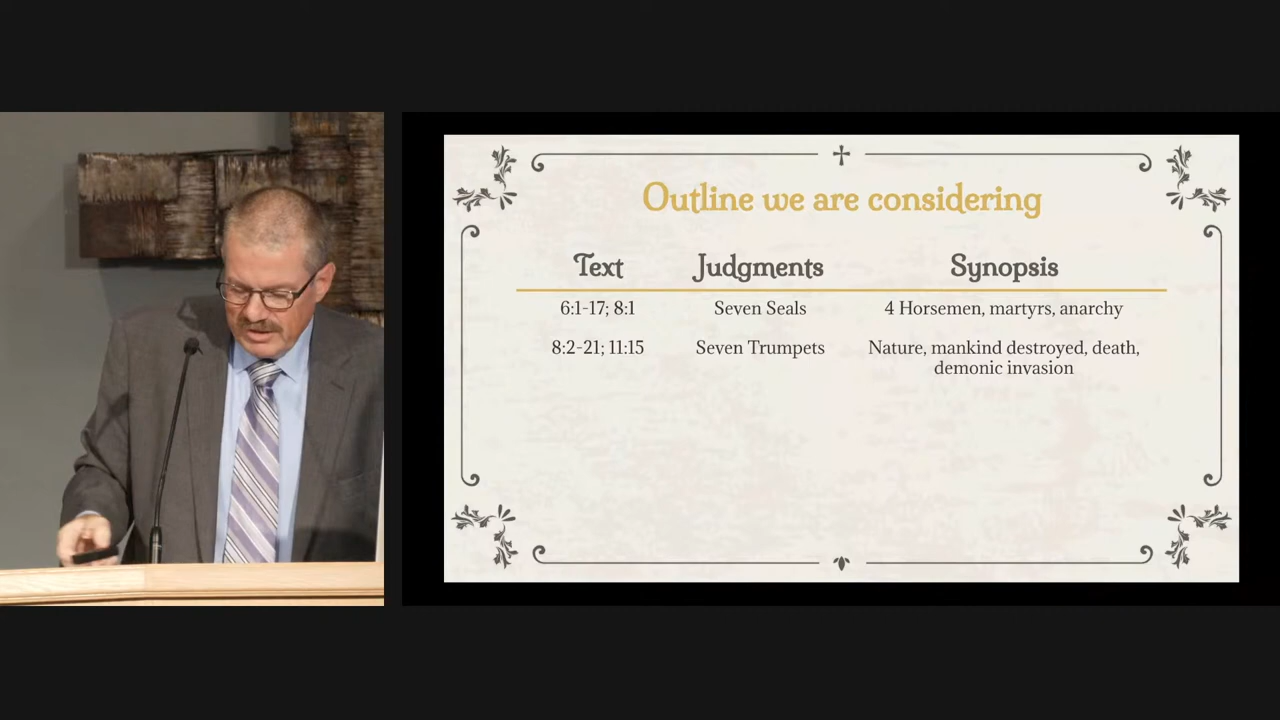 Outline we are considering
Text Judgments Synopsis
6:1-17; 8:1 Seven Seals 4 Horsemen, martyrs, anarchy
8:2-21; 11:15 Seven Trumpets Nature, mankind destroyed, death,
demonic invasion